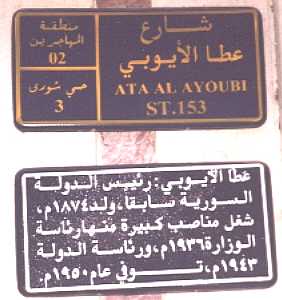 شارع
عطا الأيوبي
ATA AL AYOUBI
ST.153
منطقة
المهاجرين
02
حي شورى
3
عطا الأيوبي: رئيس الدولة
السورية سابقا، ولد ١٨٧٤م،
شغل مناصب كبيرة منها رئاسة
الوزارة ١٩٣٦م، ورئاسة الدولة
١٩٤٣م، توفي عام ١٩٥٠م.